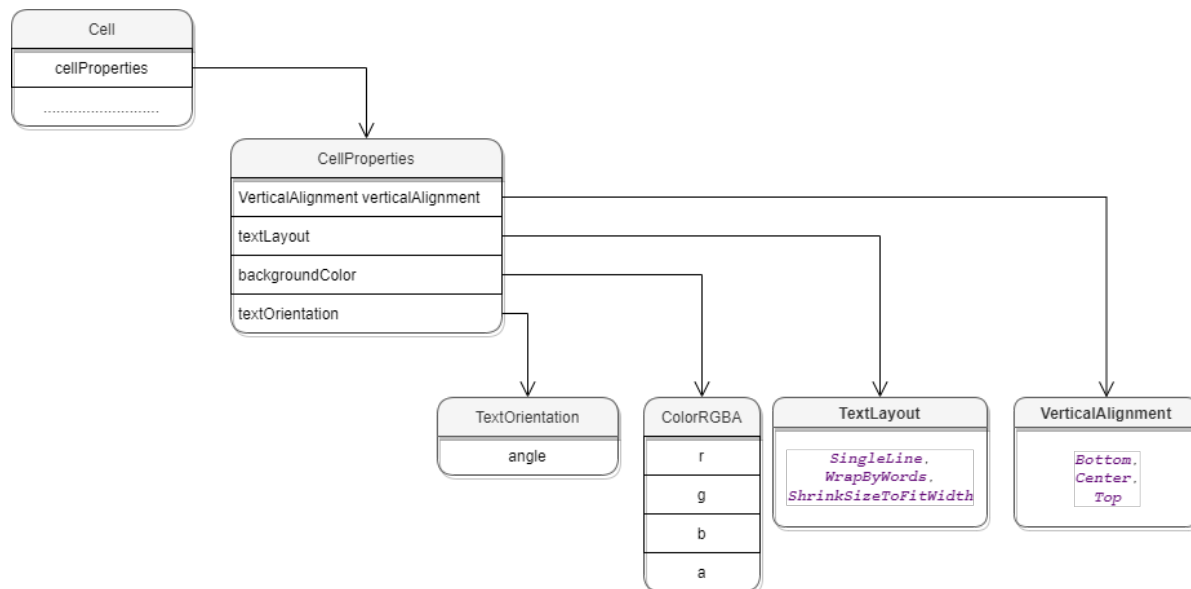 Cell
cellProperties
............................
CellProperties
VerticalAlignment verticalAlignment
textLayout
backgroundColor
textOrientation
TextOrientation
angle
ColorRGBA
r
g
b
a
TextLayout
SingleLine,
WrapByWords,
ShrinkSizeToFitWidth
VerticalAlignment
Bottom,
Center,
Top